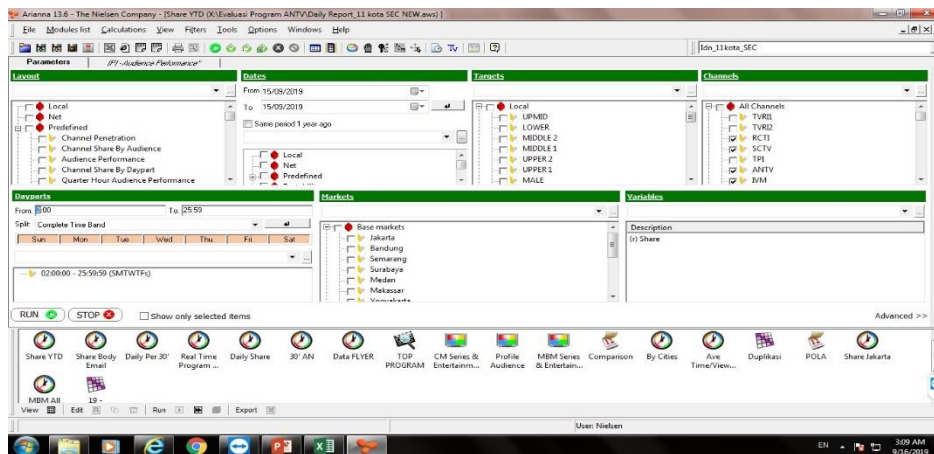 Arianna 13.6 - The Nielsen Company - [Share YTD (X:\Evaluasi Program ANTV\Daily Report_11 kota SEC NEW.aws)]
File Modules list Calculations View Filters Tools Options Windows Help
Idn_11kota_SEC
Parameters (P) -Audience Performance*
Layout
Local
Net
Predefined
Channel Penetration
Channel Share By Audience
Audience Performance
Channel Share By Daypart
Quarter Hour Audience Performance
Dates
From 15/09/2019
To 15/09/2019
Same period 1 year ago
Local
Net
Predefined
Targets
Local
UPMID
LOWER
MIDDLE 2
MIDDLE 1
UPPER 2
UPPER 1
MALE
Channels
All Channels
TVRI1
TVRI2
RCTI
SCTV
TPI
ANTV
IVM
Dayparts
From: :00 To: 25:59
Split: Complete Time Band
Sun Mon Tue Wed Thu Fri Sat
02:00:00 - 25:59:59 (SMTWTFs)
Markets
Base markets
Jakarta
Bandung
Semarang
Surabaya
Medan
Makassar
Yogyakarta
Variables
Description
(r) Share
RUN STOP Show only selected items Advanced >>
Share YTD
Share Body Email
Daily Per 30'
Real Time Program ...
Daily Share
30' AN
Data FLYER
TOP PROGRAM
CM Series & Entertainm...
Profile Audience
MBM Series & Entertain...
Comparison
By Cities
Ave Time/View...
Duplikasi
POLA
Share Jakarta
MBM All
19 -
View Edit Run Export
User: Nielsen
EN 3:09 AM
9/16/2019